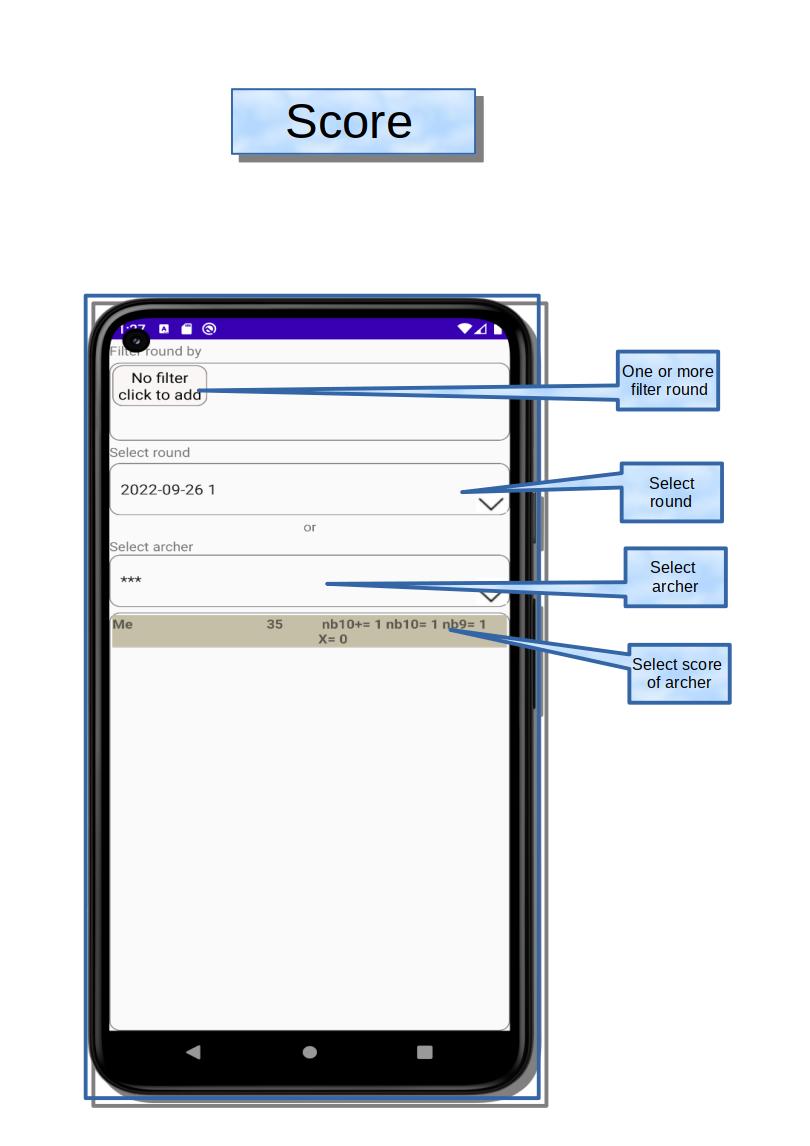 Score
Filter round by
No filter
click to add
One or more
filter round
Select round
2022-09-26 1
Select
round
or
Select archer
***
Select
archer
Me 35 nb10+= 1 nb10= 1 nb9= 1
X= 0
Select score
of archer